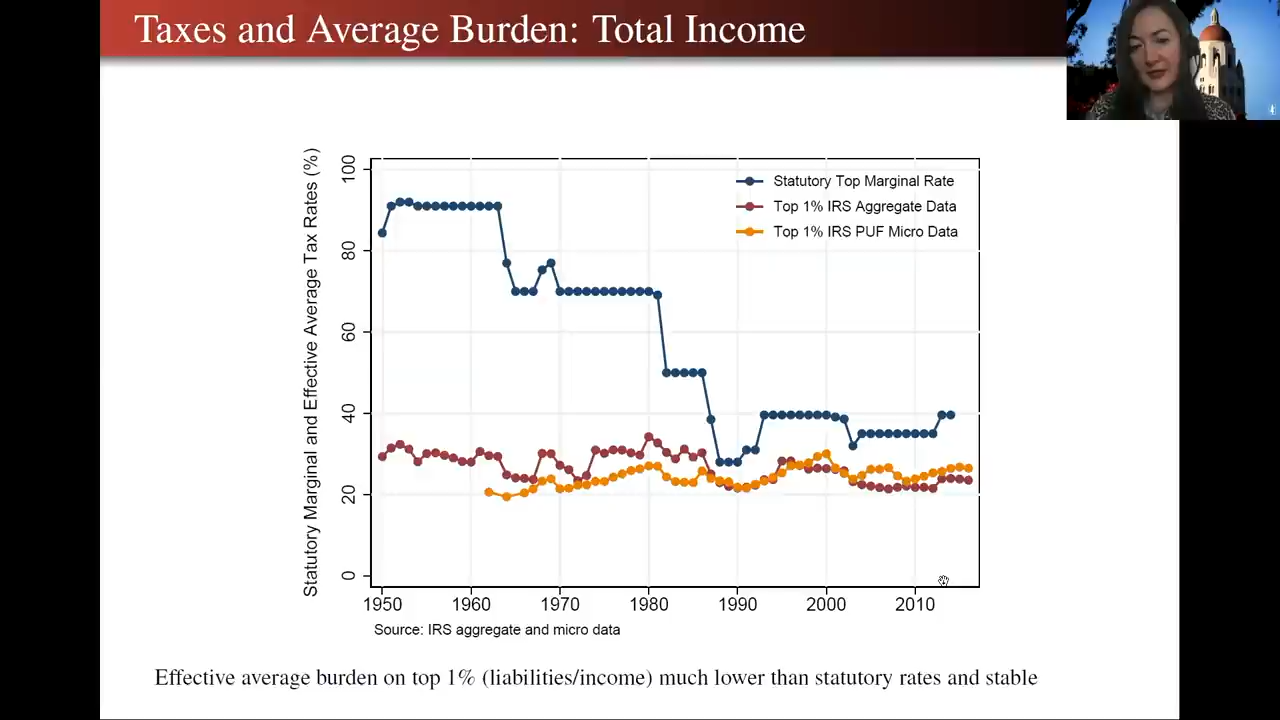 Taxes and Average Burden: Total Income
Statutory Marginal and Effective Average Tax Rates (%)
100
80
60
40
20
0
Statutory Top Marginal Rate
Top 1% IRS Aggregate Data
Top 1% IRS PUF Micro Data
1950 1960 1970 1980 1990 2000 2010
Source: IRS aggregate and micro data
Effective average burden on top 1% (liabilities/income) much lower than statutory rates and stable